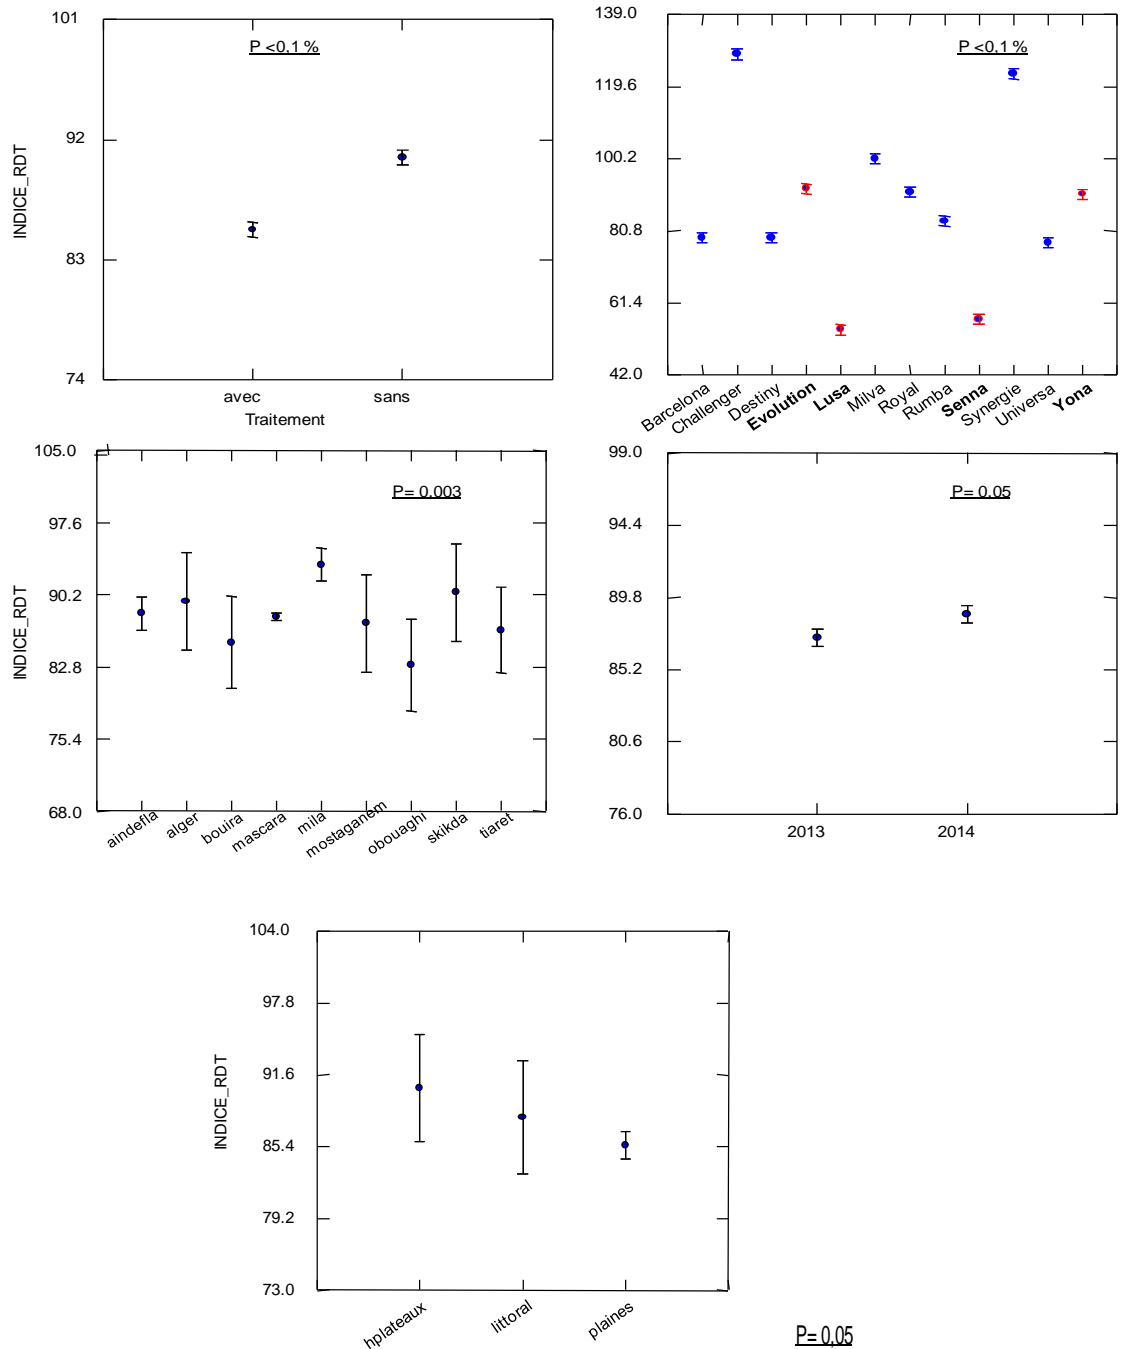 101
P <0,1 %
92
INDICE_RDT
83
74
avec
sans
Traitement
139.0
P <0,1 %
119.6
100.2
80.8
61.4
42.0
Barcelona
Challenger
Destiny
Evolution
Lusa
Milva
Royal
Rumba
Senna
Synergie
Universa
Yona
105.0
P= 0,003
97.6
90.2
INDICE_RDT
82.8
75.4
68.0
aindefla
alger
bouira
mascara
mila
mostaganem
obouaghi
skikda
tiaret
99.0
P= 0,05
94.4
89.8
85.2
80.6
76.0
2013
2014
104.0
97.8
91.6
INDICE_RDT
85.4
79.2
73.0
hplateaux
littoral
plaines
P= 0,05